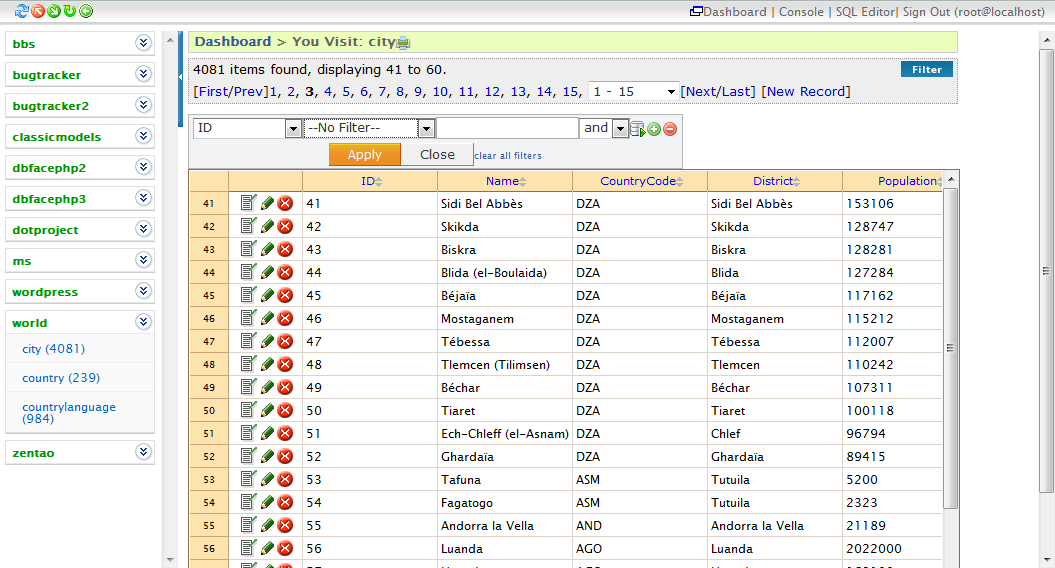 Dashboard | Console | SQL Editor| Sign Out (root@localhost)
bbs
bugtracker
bugtracker2
classicmodels
dbfacephp2
dbfacephp3
dotproject
ms
wordpress
world
city (4081)
country (239)
countrylanguage
(984)
zentao
Dashboard > You Visit: city
4081 items found, displaying 41 to 60.
Filter
[First/Prev]1, 2, 3, 4, 5, 6, 7, 8, 9, 10, 11, 12, 13, 14, 15, 1 - 15 [Next/Last] [New Record]
ID --No Filter-- and
Apply Close clear all filters
ID Name CountryCode District Population
41 41 Sidi Bel Abbès DZA Sidi Bel Abbès 153106
42 42 Skikda DZA Skikda 128747
43 43 Biskra DZA Biskra 128281
44 44 Blida (el-Boulaida) DZA Blida 127284
45 45 Béjaïa DZA Béjaïa 117162
46 46 Mostaganem DZA Mostaganem 115212
47 47 Tébessa DZA Tébessa 112007
48 48 Tlemcen (Tilimsen) DZA Tlemcen 110242
49 49 Béchar DZA Béchar 107311
50 50 Tiaret DZA Tiaret 100118
51 51 Ech-Chleff (el-Asnam) DZA Chlef 96794
52 52 Ghardaïa DZA Ghardaïa 89415
53 53 Tafuna ASM Tutuila 5200
54 54 Fagatogo ASM Tutuila 2323
55 55 Andorra la Vella AND Andorra la Vella 21189
56 56 Luanda AGO Luanda 2022000